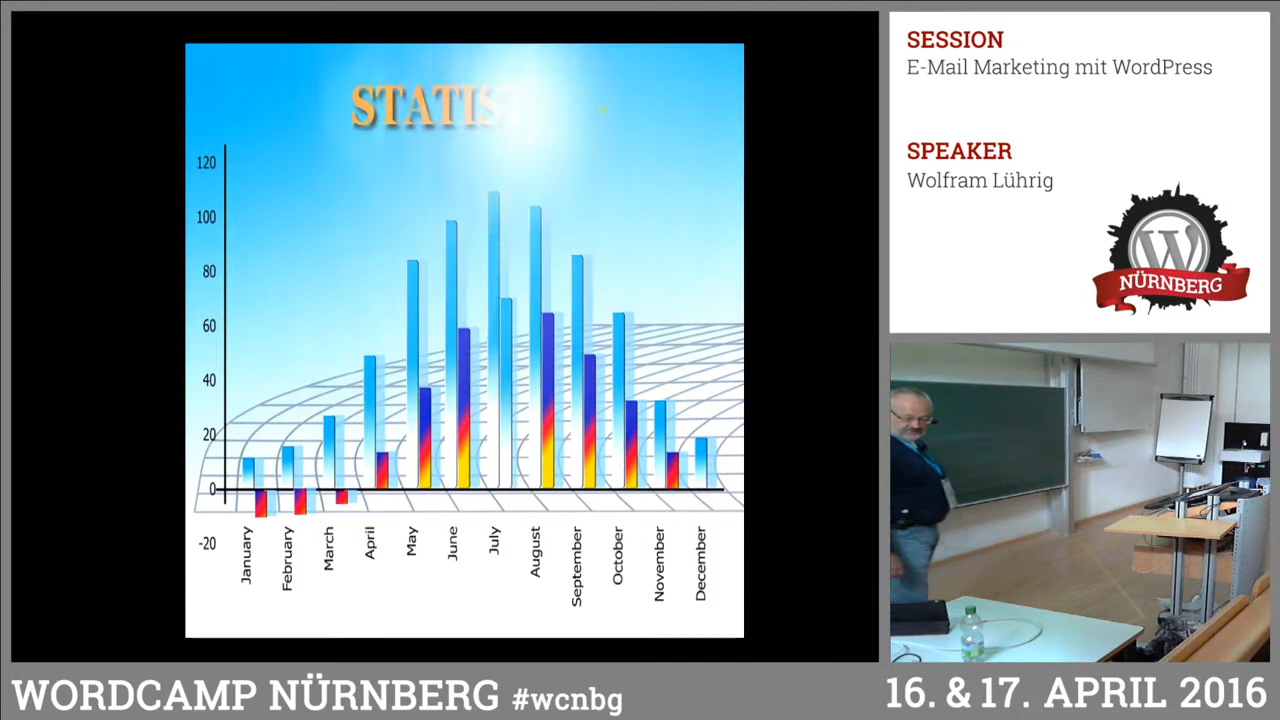 STATIS
120
100
80
60
40
20
0
-20
January
February
March
April
May
June
July
August
September
October
November
December
SESSION
E-Mail Marketing mit WordPress
SPEAKER
Wolfram Lührig
W
NÜRNBERG
WORDCAMP NÜRNBERG #wcnbg
16. & 17. APRIL 2016